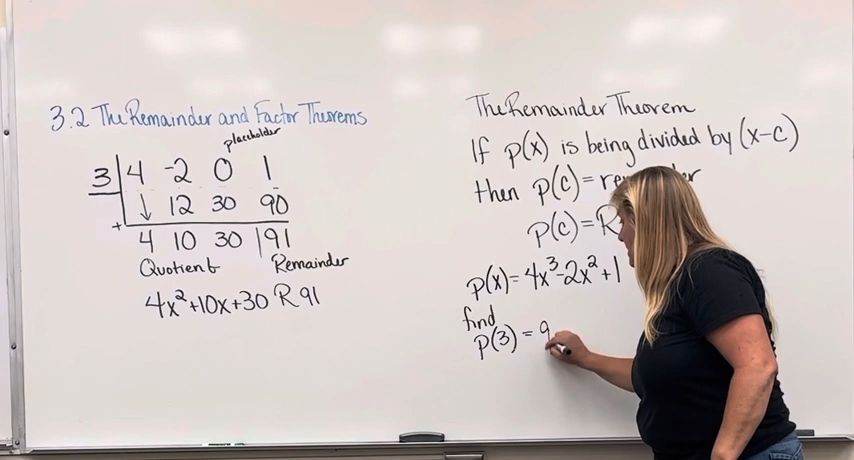 3.2 The Remainder and Factor Theorems
placeholder
3 4 -2 0 1
↓ 12 30 90
+
4 10 30 |91
Quotient Remainder
4x²+10x+30 R 91
The Remainder Theorem
If p(x) is being divided by (x-c)
then p(c)=
p(c)=R
p(x)=4x³-2x²+1
find
p(3)=9